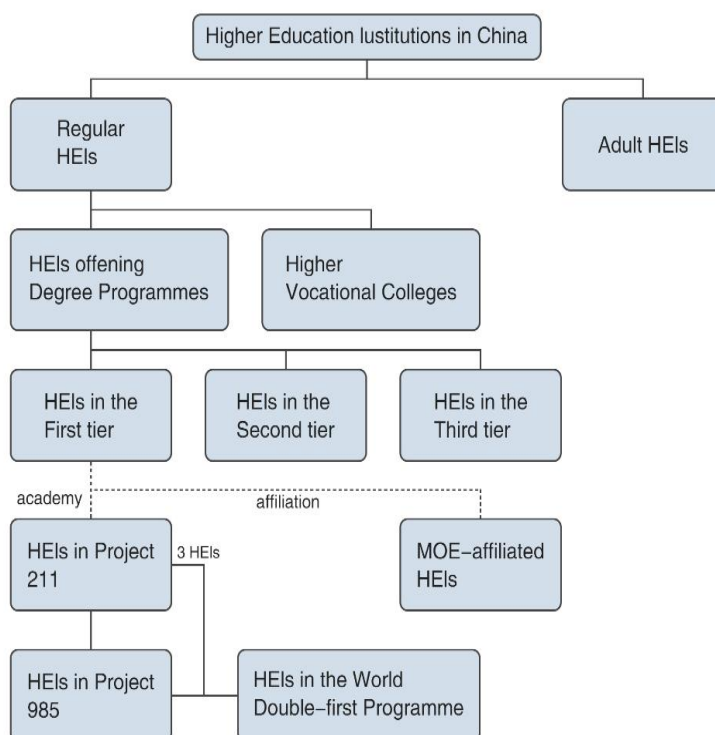 Higher Education Iustitutions in China
Regular
HEIs
Adult HEIs
HEIs offening
Degree Programmes
Higher
Vocational Colleges
HEIs in the
First tier
HEIs in the
Second tier
HEIs in the
Third tier
academy
affiliation
HEIs in Project
211
3 HEIs
MOE-affiliated
HEIs
HEIs in Project
985
HEIs in the World
Double-first Programme